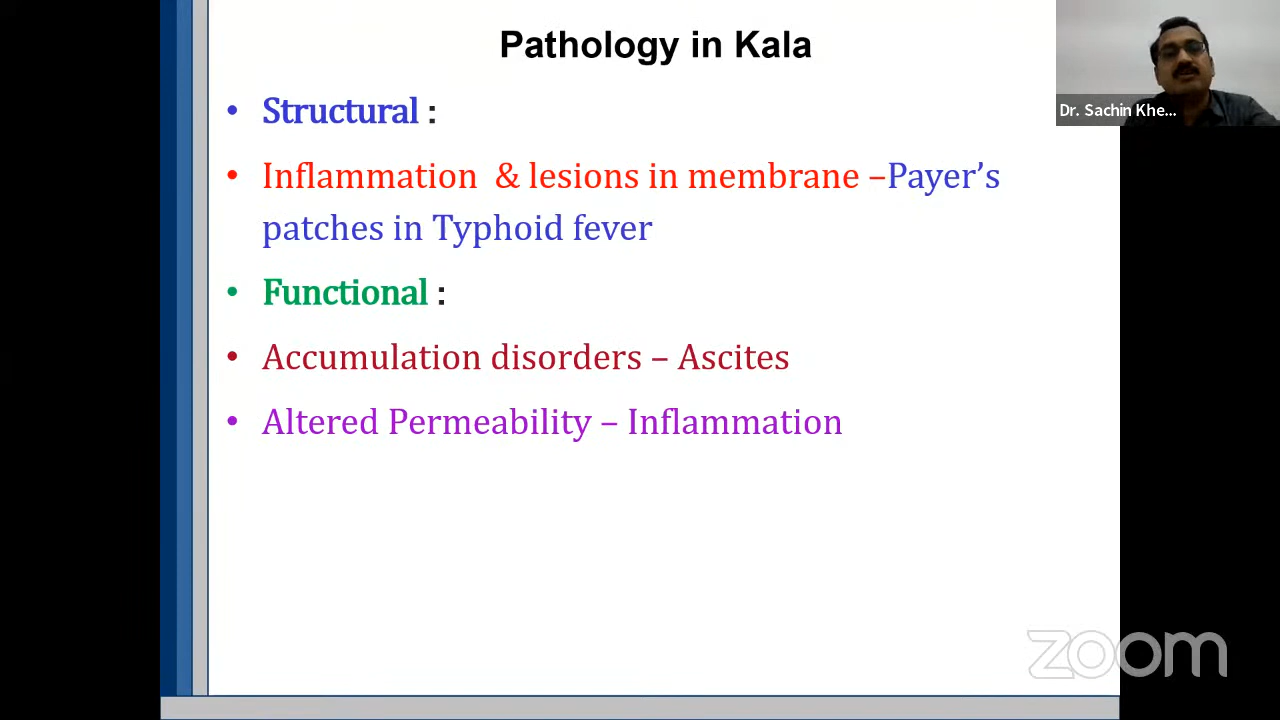 Pathology in Kala
Dr. Sachin Khe...
• Structural :
• Inflammation & lesions in membrane –Payer’s
patches in Typhoid fever
• Functional :
• Accumulation disorders – Ascites
• Altered Permeability – Inflammation
zoom